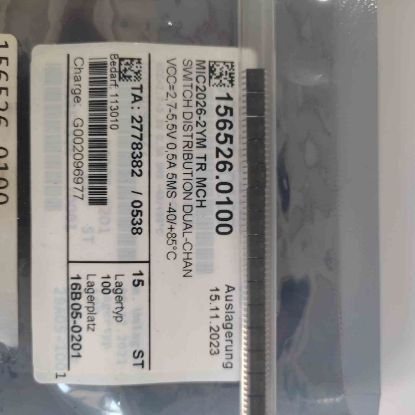 156526.0100
MIC2026-2YM TR MCH
SWITCH DISTRIBUTION DUAL-CHAN
VCC=2,7-5,5V 0,5A 5MS -40/+85°C
Auslagerung
15.11.2023
TA: 2778382 / 0538
Bedarf: 113010
Charge: G002096977
15 ST
Lagertyp
100
Lagerplatz
16B05-0201
156526.0100